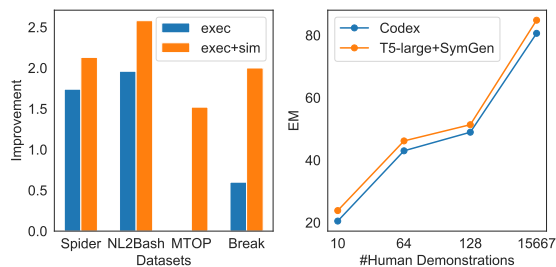 2.5
2.0
1.5
1.0
0.5
0.0
Improvement
exec
exec+sim
Spider NL2Bash MTOP Break
Datasets
80
60
40
20
EM
Codex
T5-large+SymGen
10 64 128 15667
#Human Demonstrations